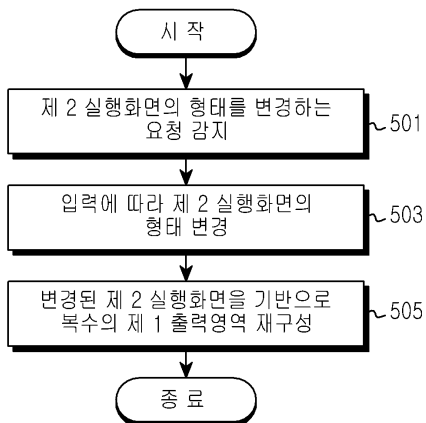 시 작
제 2 실행화면의 형태를 변경하는
요청 감지
501
입력에 따라 제 2 실행화면의
형태 변경
503
변경된 제 2 실행화면을 기반으로
복수의 제 1 출력영역 재구성
505
종 료